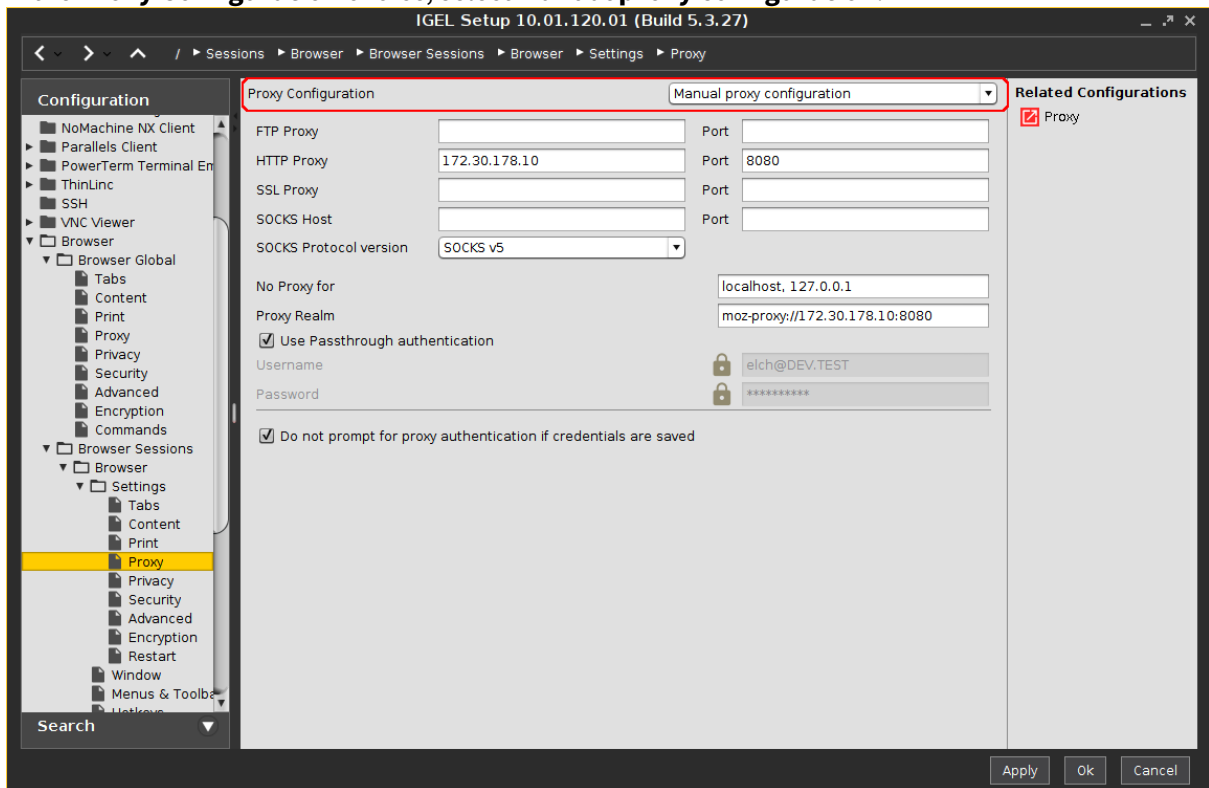 IGEL Setup 10.01.120.01 (Build 5.3.27)
/ Sessions Browser Browser Sessions Browser Settings Proxy
Configuration
NoMachine NX Client
Parallels Client
PowerTerm Terminal Em
ThinLinc
SSH
VNC Viewer
Browser
Browser Global
Tabs
Content
Print
Proxy
Privacy
Security
Advanced
Encryption
Commands
Browser Sessions
Browser
Settings
Tabs
Content
Print
Proxy
Privacy
Security
Advanced
Encryption
Restart
Window
Menus & Toolba
Search
Proxy Configuration Manual proxy configuration
FTP Proxy Port
HTTP Proxy 172.30.178.10 Port 8080
SSL Proxy Port
SOCKS Host Port
SOCKS Protocol version SOCKS v5
No Proxy for localhost, 127.0.0.1
Proxy Realm moz-proxy://172.30.178.10:8080
Use Passthrough authentication
Username elch@DEV.TEST
Password **********
Do not prompt for proxy authentication if credentials are saved
Related Configurations
Proxy
Apply Ok Cancel